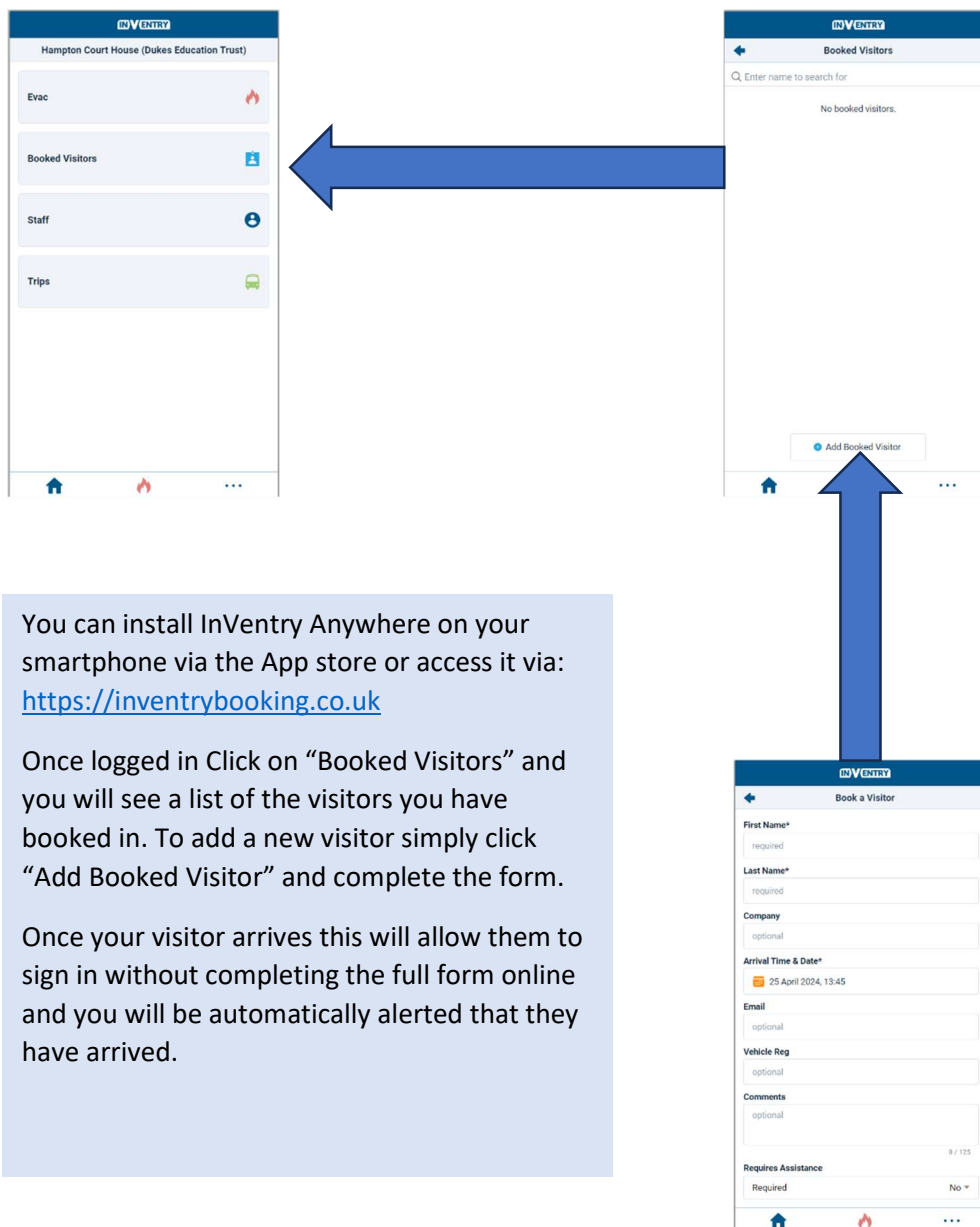 INVENTRY
Hampton Court House (Dukes Education Trust)
Evac
Booked Visitors
Staff
Trips
INVENTRY
Booked Visitors
Enter name to search for
No booked visitors.
Add Booked Visitor
You can install InVentry Anywhere on your
smartphone via the App store or access it via:
https://inventrybooking.co.uk
Once logged in Click on “Booked Visitors” and
you will see a list of the visitors you have
booked in. To add a new visitor simply click
“Add Booked Visitor” and complete the form.
Once your visitor arrives this will allow them to
sign in without completing the full form online
and you will be automatically alerted that they
have arrived.
INVENTRY
Book a Visitor
First Name*
required
Last Name*
required
Company
optional
Arrival Time & Date*
25 April 2024, 13:45
Email
optional
Vehicle Reg
optional
Comments
optional
/ 125
Requires Assistance
Required No